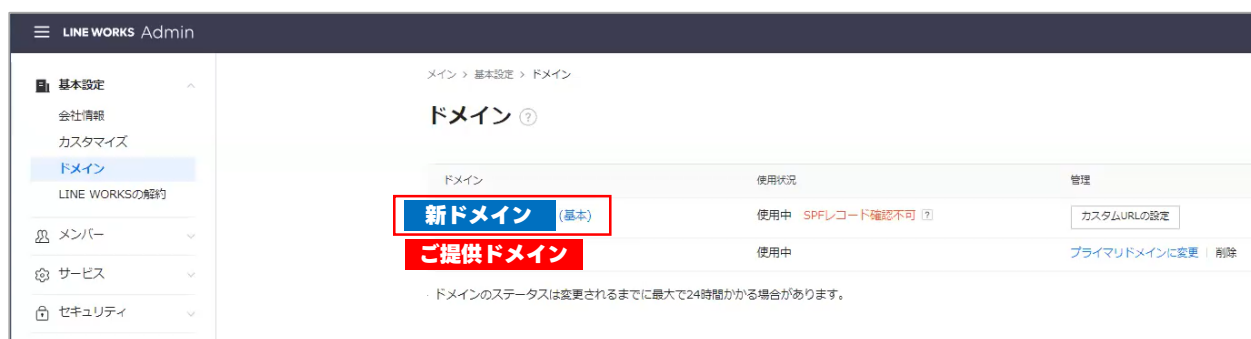 LINE WORKS Admin
基本設定
会社情報
カスタマイズ
ドメイン
LINE WORKSの解約
メンバー
サービス
セキュリティ
メイン > 基本設定 > ドメイン
ドメイン ?
ドメイン 使用状況 管理
新ドメイン (基本) 使用中 SPFレコード確認不可 ? カスタムURLの設定
ご提供ドメイン 使用中 プライマリドメインに変更 | 削除
· ドメインのステータスは変更されるまでに最大で24時間かかる場合があります。